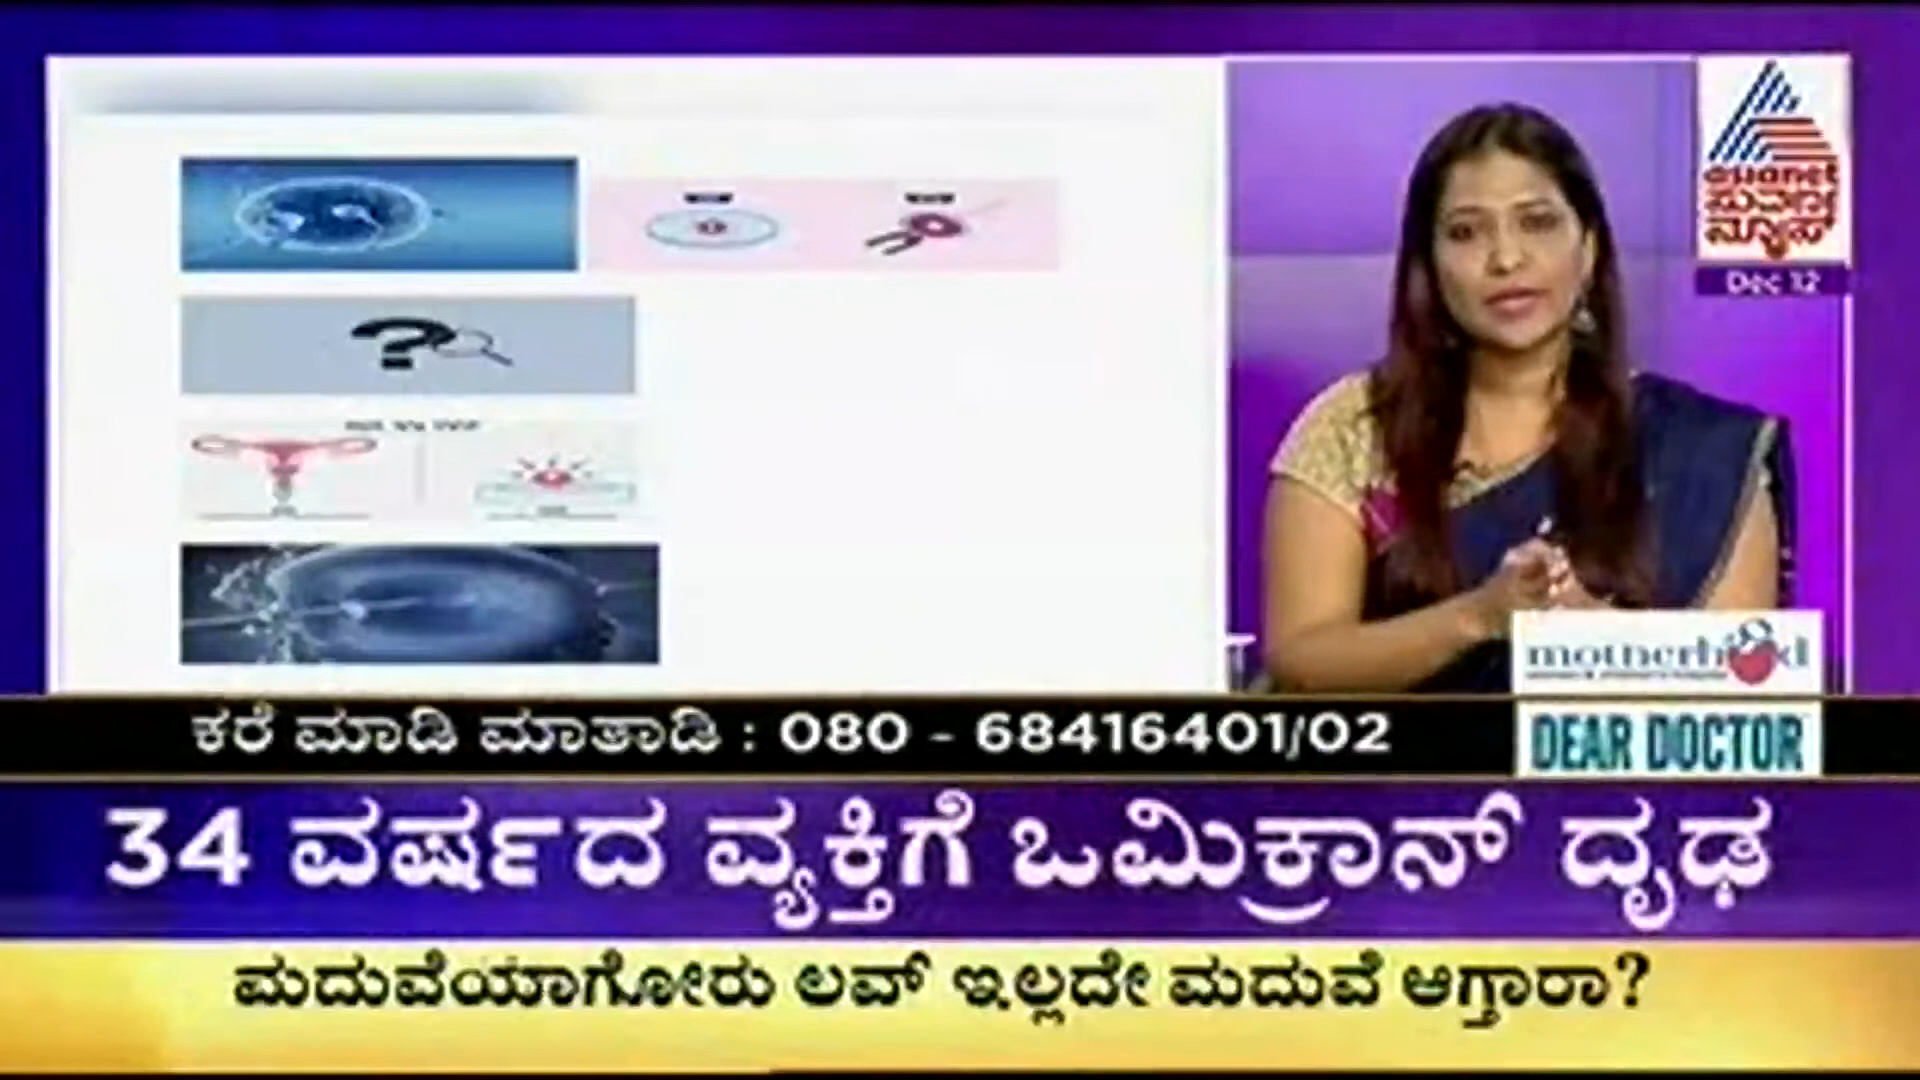 asianet
ಸುವರ್ಣ
ನ್ಯೂಸ್
Dec 12
motherhood
ಕರೆ ಮಾಡಿ ಮಾತಾಡಿ : 080 - 68416401/02
DEAR DOCTOR
34 ವರ್ಷದ ವ್ಯಕ್ತಿಗೆ ಒಮಿಕ್ರಾನ್ ದೃಢ
ಮದುವೆಯಾಗೋರು ಲವ್ ಇಲ್ಲದೇ ಮದುವೆ ಆಗ್ತಾರಾ?